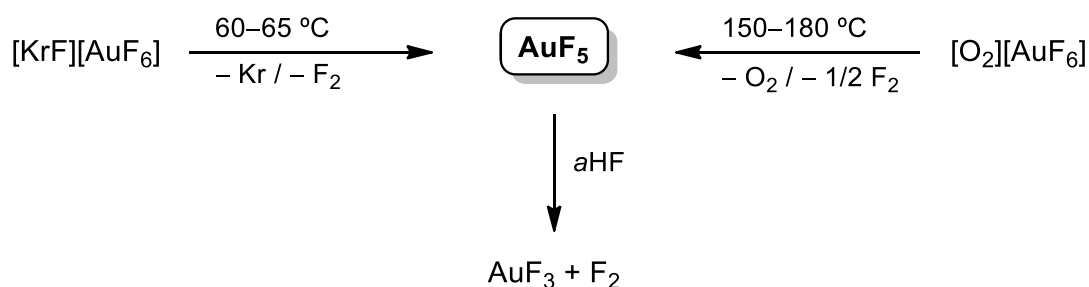 60–65 ºC
150–180 ºC
[KrF][AuF₆]
AuF₅
[O₂][AuF₆]
– Kr / – F₂
– O₂ / – 1/2 F₂
aHF
AuF₃ + F₂